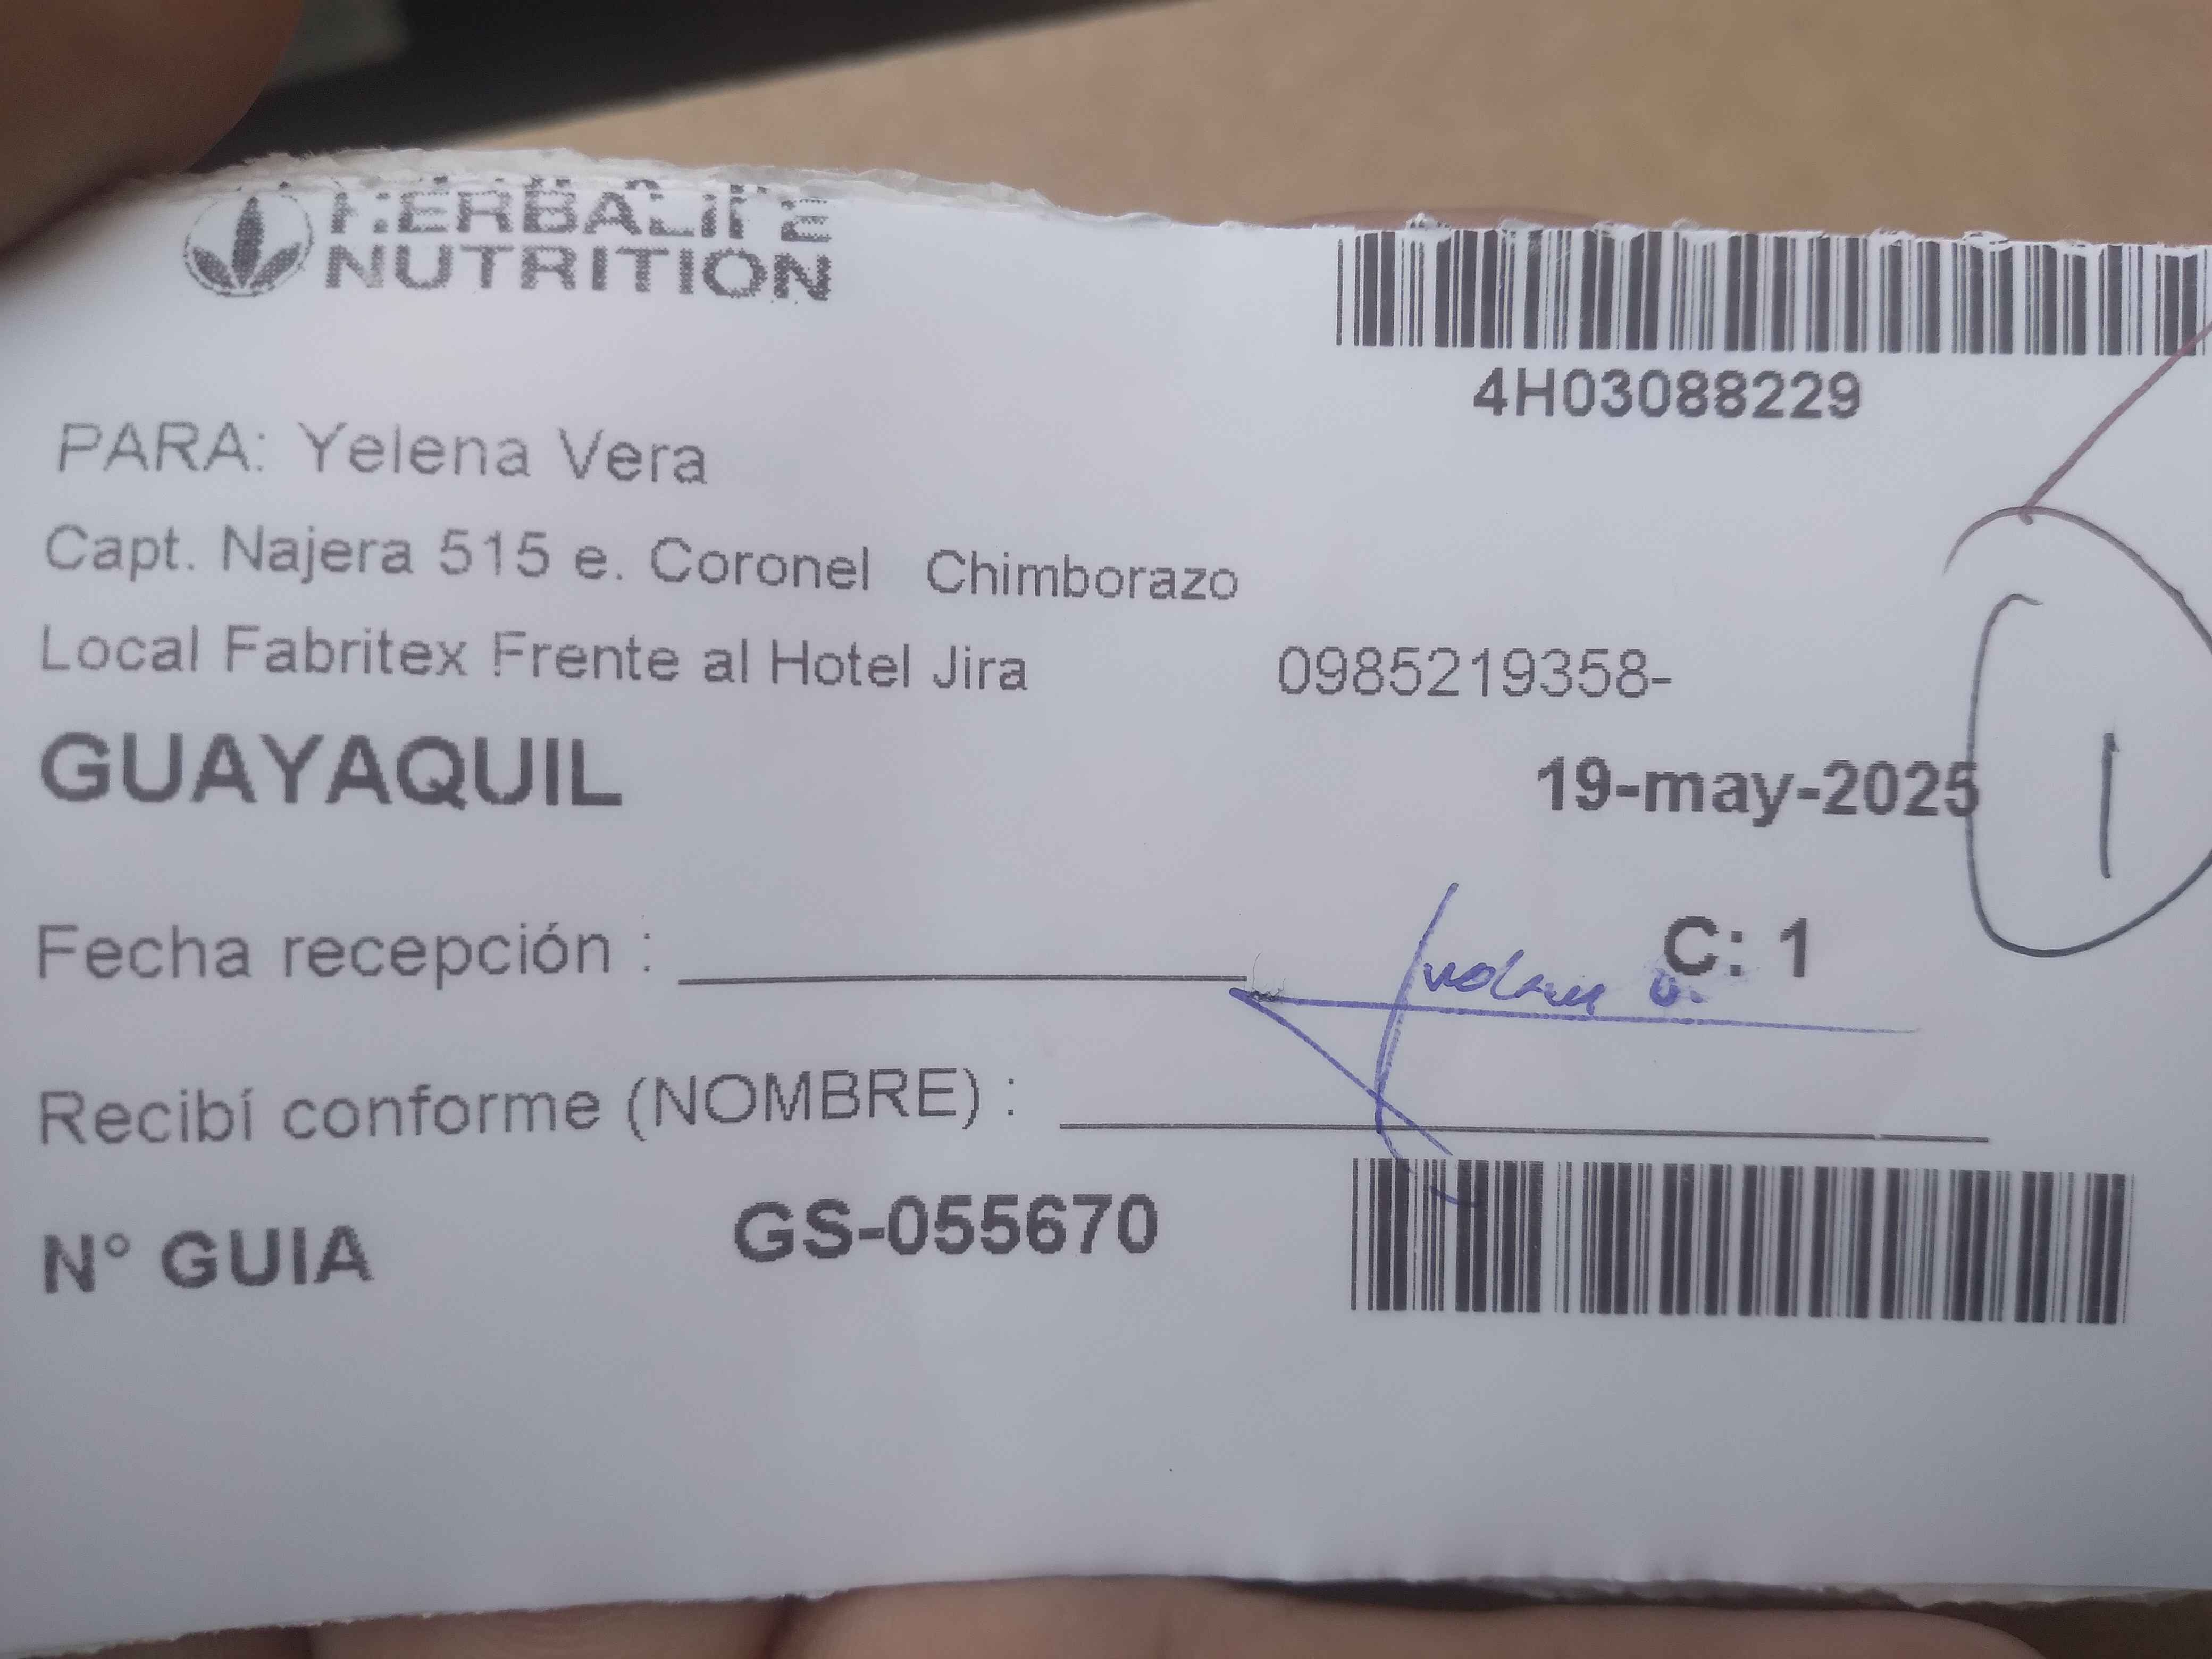 HERBALIFE
NUTRITION
4H03088229
PARA: Yelena Vera
Capt. Najera 515 e. Coronel Chimborazo
Local Fabritex Frente al Hotel Jira 0985219358-
GUAYAQUIL
19-may-2025
1
Fecha recepción :
C: 1
Recibí conforme (NOMBRE) :
N° GUIA GS-055670